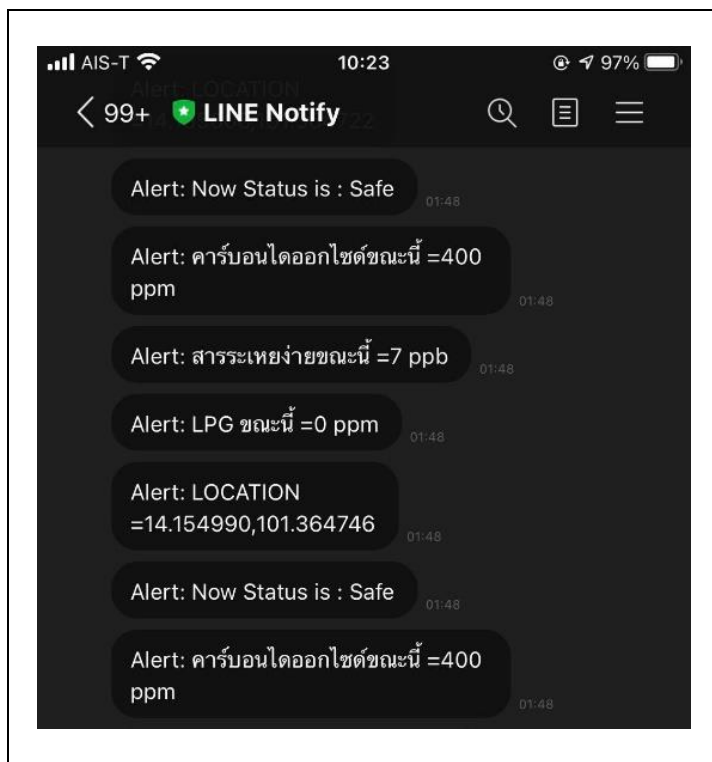 AIS-T 10:23 97%
Alert: LOCATION
99+ LINE Notify
Alert: Now Status is : Safe
01:48
Alert: คาร์บอนไดออกไซด์ขณะนี้ =400
ppm
01:48
Alert: สารระเหยง่ายขณะนี้ =7 ppb
01:48
Alert: LPG ขณะนี้ =0 ppm
01:48
Alert: LOCATION
=14.154990,101.364746
01:48
Alert: Now Status is : Safe
01:48
Alert: คาร์บอนไดออกไซด์ขณะนี้ =400
ppm
01:48